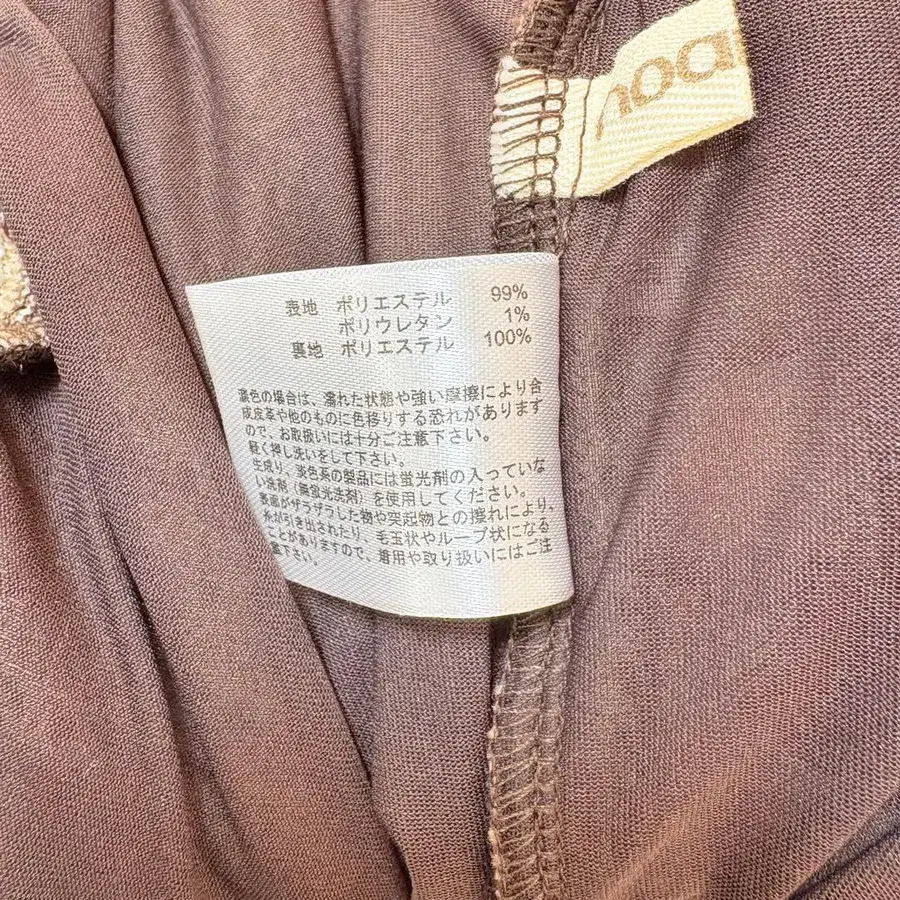 noa
表地 ポリエステル 99%
ポリウレタン 1%
裏地 ポリエステル 100%
濃色の場合は、濡れた状態や強い摩擦により合
成皮革や他のものに色移りする恐れがあります
ので、お取扱いには十分ご注意下さい。
軽く押し洗いをして下さい。
生成り、淡色系の製品には蛍光剤の入っていな
い洗剤（無蛍光洗剤）を使用してください。
表面がザラザラした物や突起物との擦れにより、
糸が引き出されたり、毛玉状やループ状になる
ことがありますので、着用や取り扱いにはご注
意下さい。